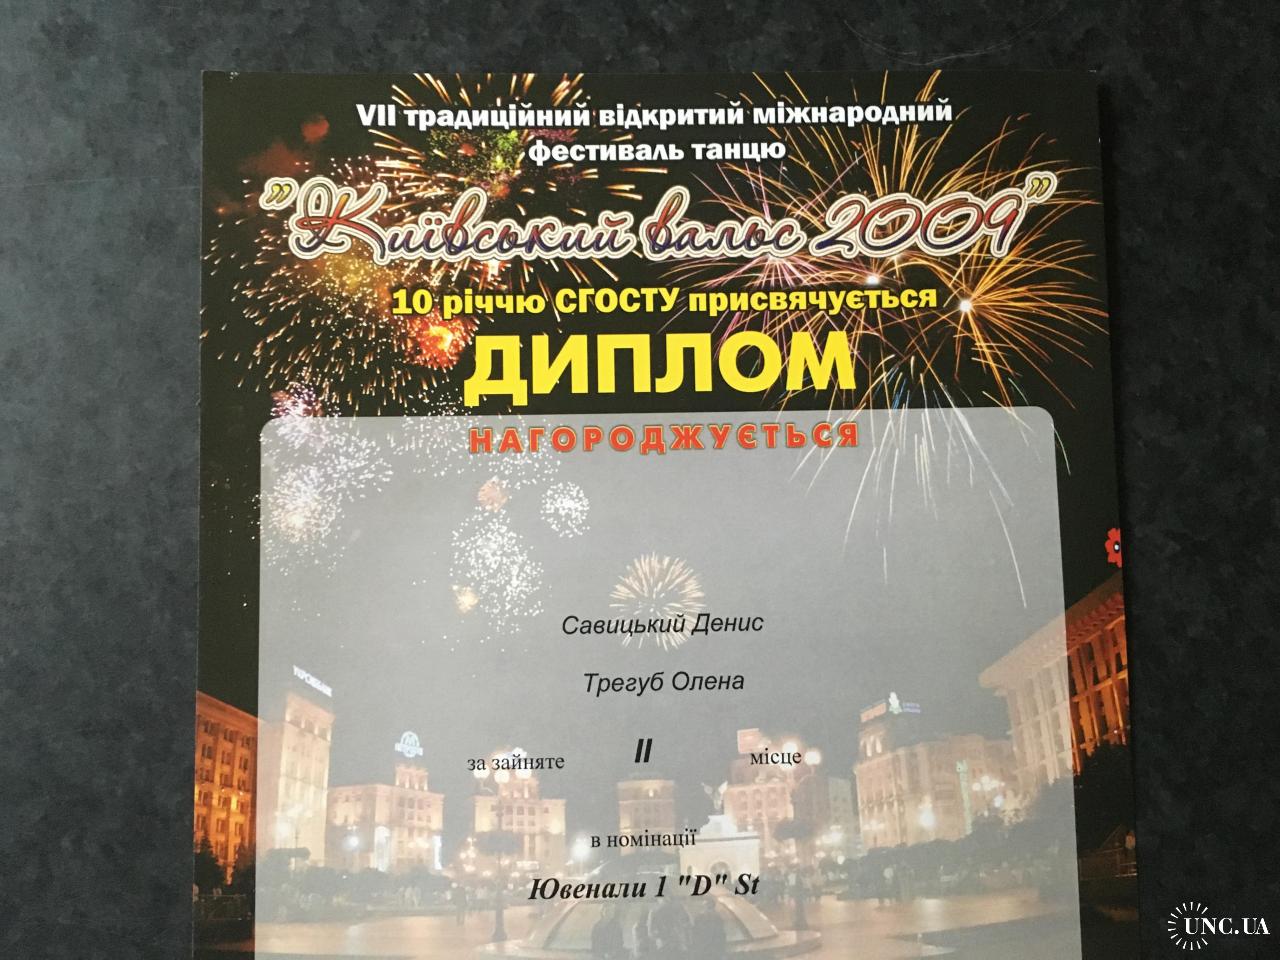 VII традиційний відкритий міжнародний
фестиваль танцю
"Київський вальс 2009"
10 річчю СГОСТУ присвячується
ДИПЛОМ
НАГОРОДЖУЄТЬСЯ
Савицький Денис
Трегуб Олена
за зайняте II місце
в номінації
Ювенали 1 "D" St
UNC.UA